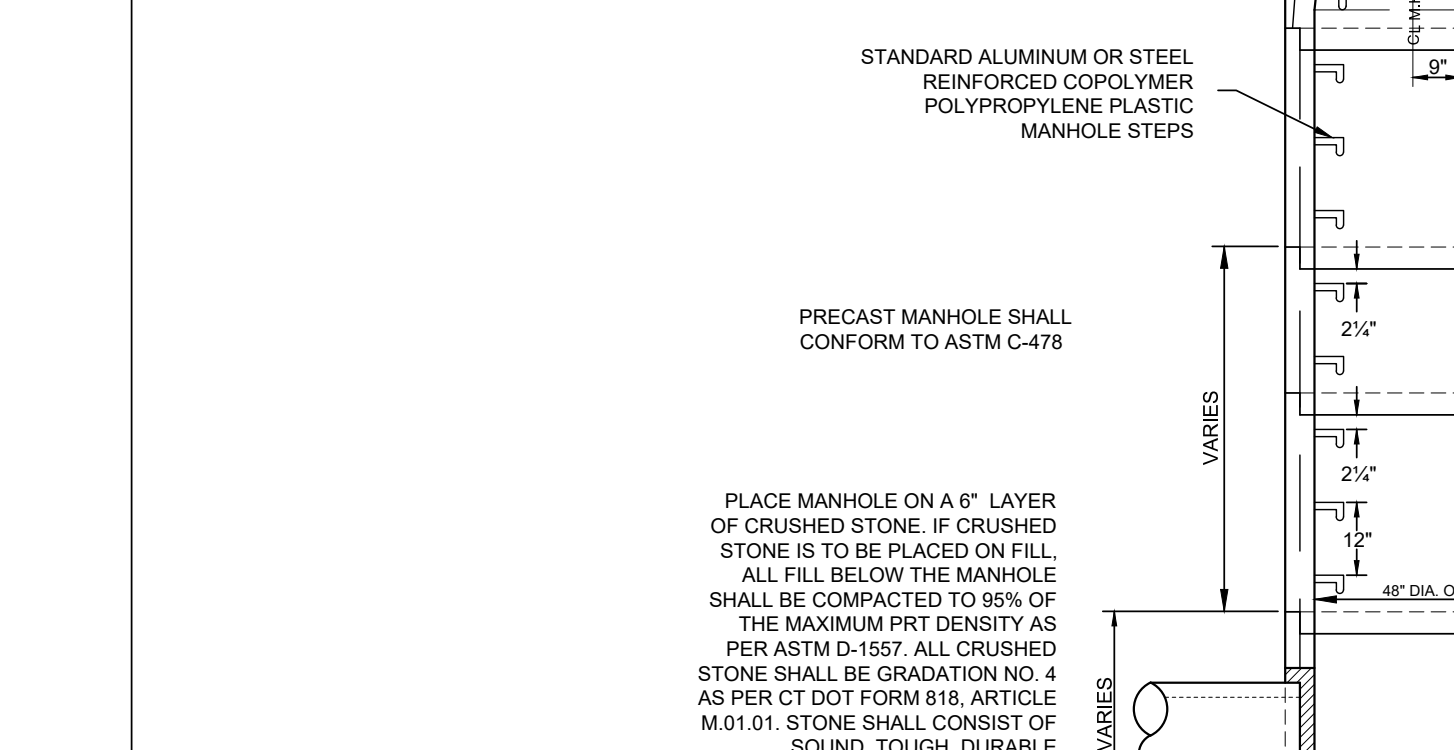 STANDARD ALUMINUM OR STEEL
REINFORCED COPOLYMER
POLYPROPYLENE PLASTIC
MANHOLE STEPS
CL M.
9"
PRECAST MANHOLE SHALL
CONFORM TO ASTM C-478
2¼"
VARIES
2¼"
12"
48" DIA. O
PLACE MANHOLE ON A 6" LAYER
OF CRUSHED STONE. IF CRUSHED
STONE IS TO BE PLACED ON FILL,
ALL FILL BELOW THE MANHOLE
SHALL BE COMPACTED TO 95% OF
THE MAXIMUM PRT DENSITY AS
PER ASTM D-1557. ALL CRUSHED
STONE SHALL BE GRADATION NO. 4
AS PER CT DOT FORM 818, ARTICLE
M.01.01. STONE SHALL CONSIST OF
SOUND, TOUGH, DURABLE
VARIES